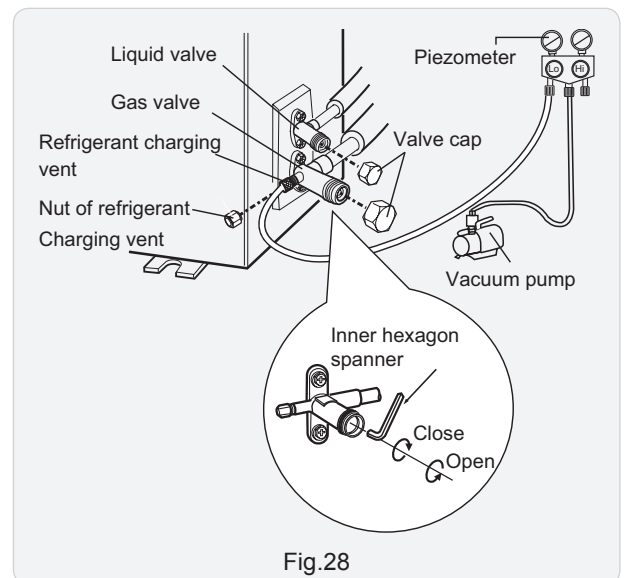 Liquid valve
Gas valve
Refrigerant charging
vent
Nut of refrigerant
Charging vent
Piezometer
Lo
Hi
Valve cap
Vacuum pump
Inner hexagon
spanner
Close
Open
Fig.28